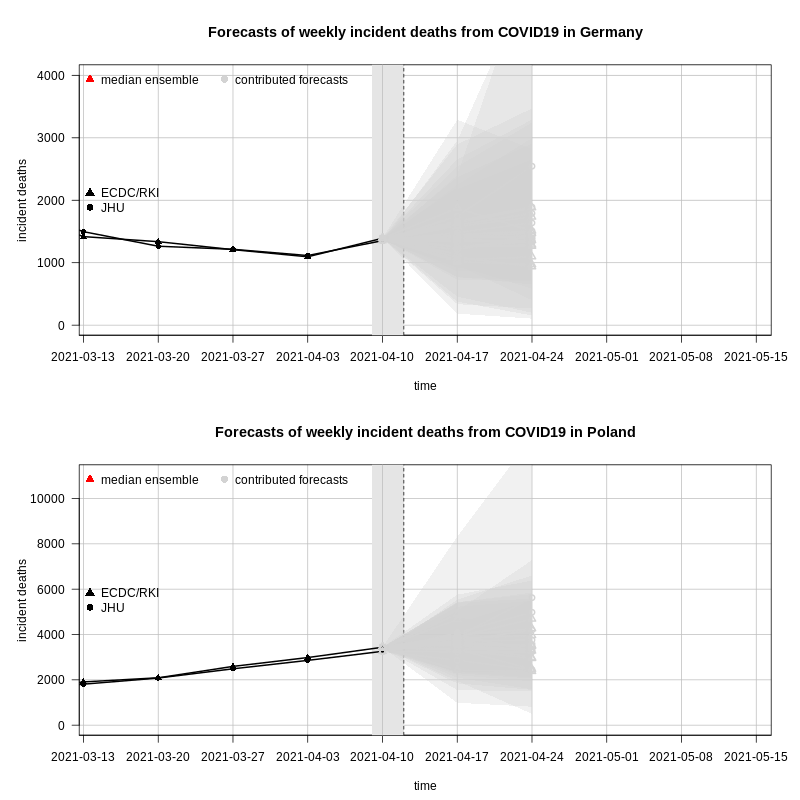 Forecasts of weekly incident deaths from COVID19 in Germany
4000
3000
2000
1000
0
incident deaths
median ensemble contributed forecasts
ECDC/RKI
JHU
2021-03-13 2021-03-20 2021-03-27 2021-04-03 2021-04-10 2021-04-17 2021-04-24 2021-05-01 2021-05-08 2021-05-15
time
Forecasts of weekly incident deaths from COVID19 in Poland
10000
8000
6000
4000
2000
0
incident deaths
median ensemble contributed forecasts
ECDC/RKI
JHU
2021-03-13 2021-03-20 2021-03-27 2021-04-03 2021-04-10 2021-04-17 2021-04-24 2021-05-01 2021-05-08 2021-05-15
time